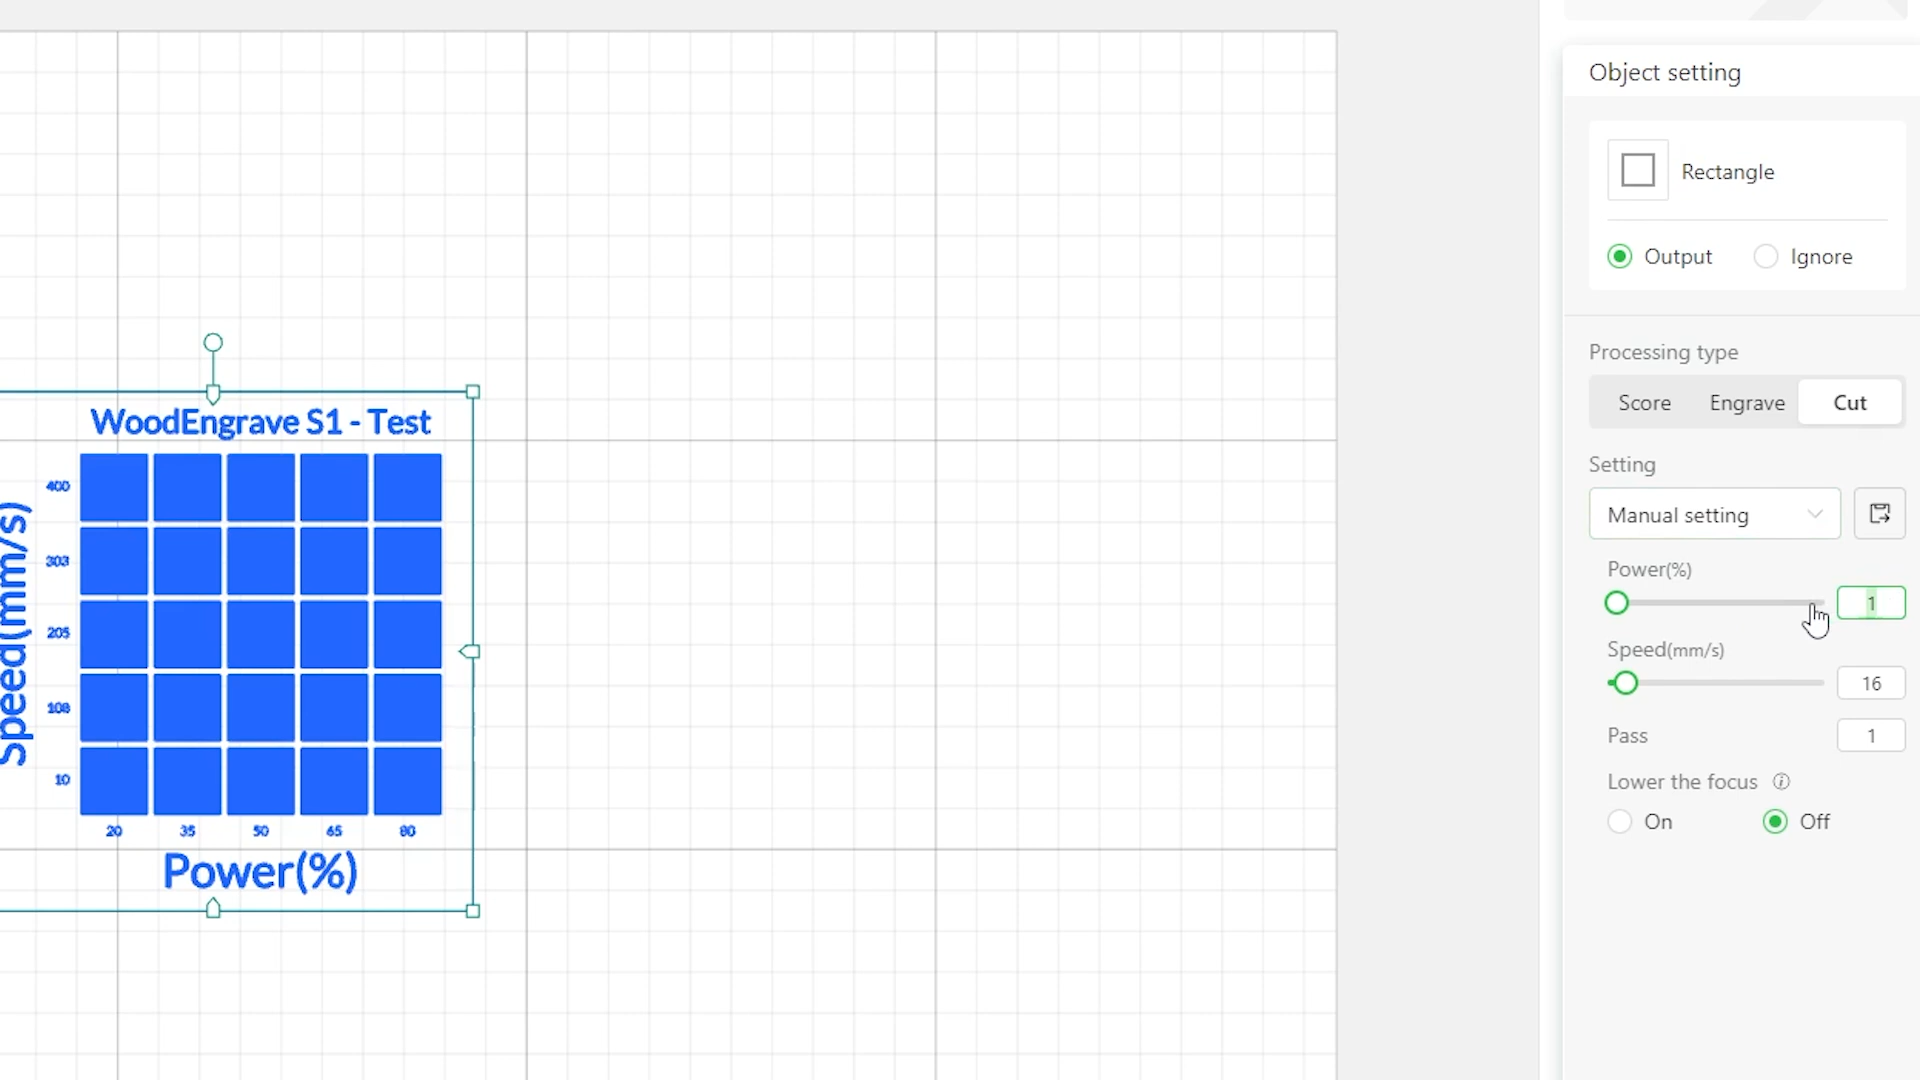 WoodEngrave S1 - Test
Speed(mm/s)
400
303
205
108
10
20 35 50 65 80
Power(%)
Object setting
Rectangle
Output Ignore
Processing type
Score Engrave Cut
Setting
Manual setting
Power(%)
1
Speed(mm/s)
16
Pass 1
Lower the focus
On Off